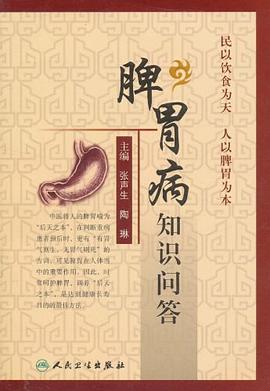 民以饮食为天 人以脾胃为本
脾胃病
知识问答
主编 张声生 陶琳
中医将人的脾胃喻为
“后天之本”，在判断重病
患者预后时，更有“有胃
气则生，无胃气则死”的
古训，可见脾胃在人体当中
的重要作用。因此，时
常呵护脾胃，调养“后天
之本”，是达到健康长寿
目的的最佳方法。
人民卫生出版社